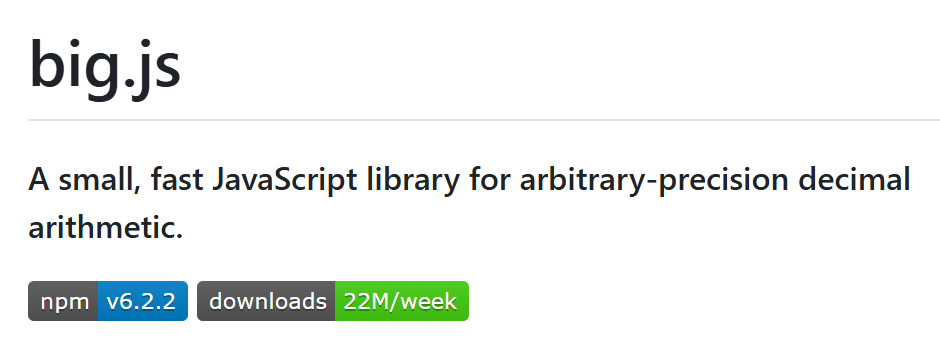 big.js
A small, fast JavaScript library for arbitrary-precision decimal
arithmetic.
npm v6.2.2 downloads 22M/week